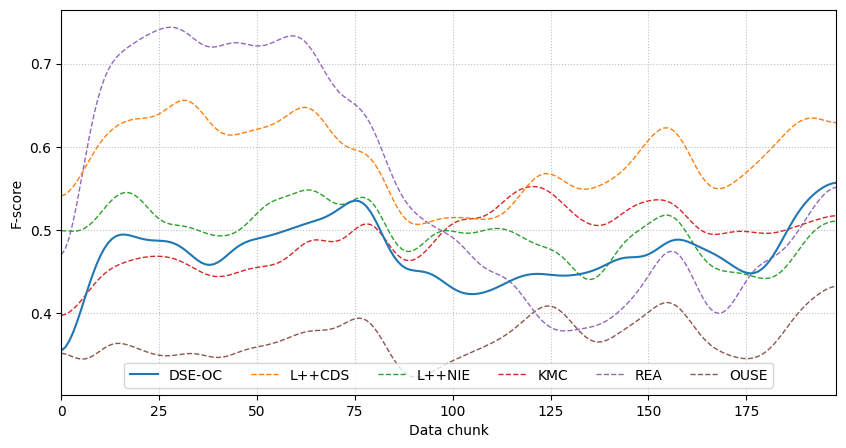 F-score
0.7
0.6
0.5
0.4
0 25 50 75 100 125 150 175
Data chunk
DSE-OC L++CDS L++NIE KMC REA OUSE